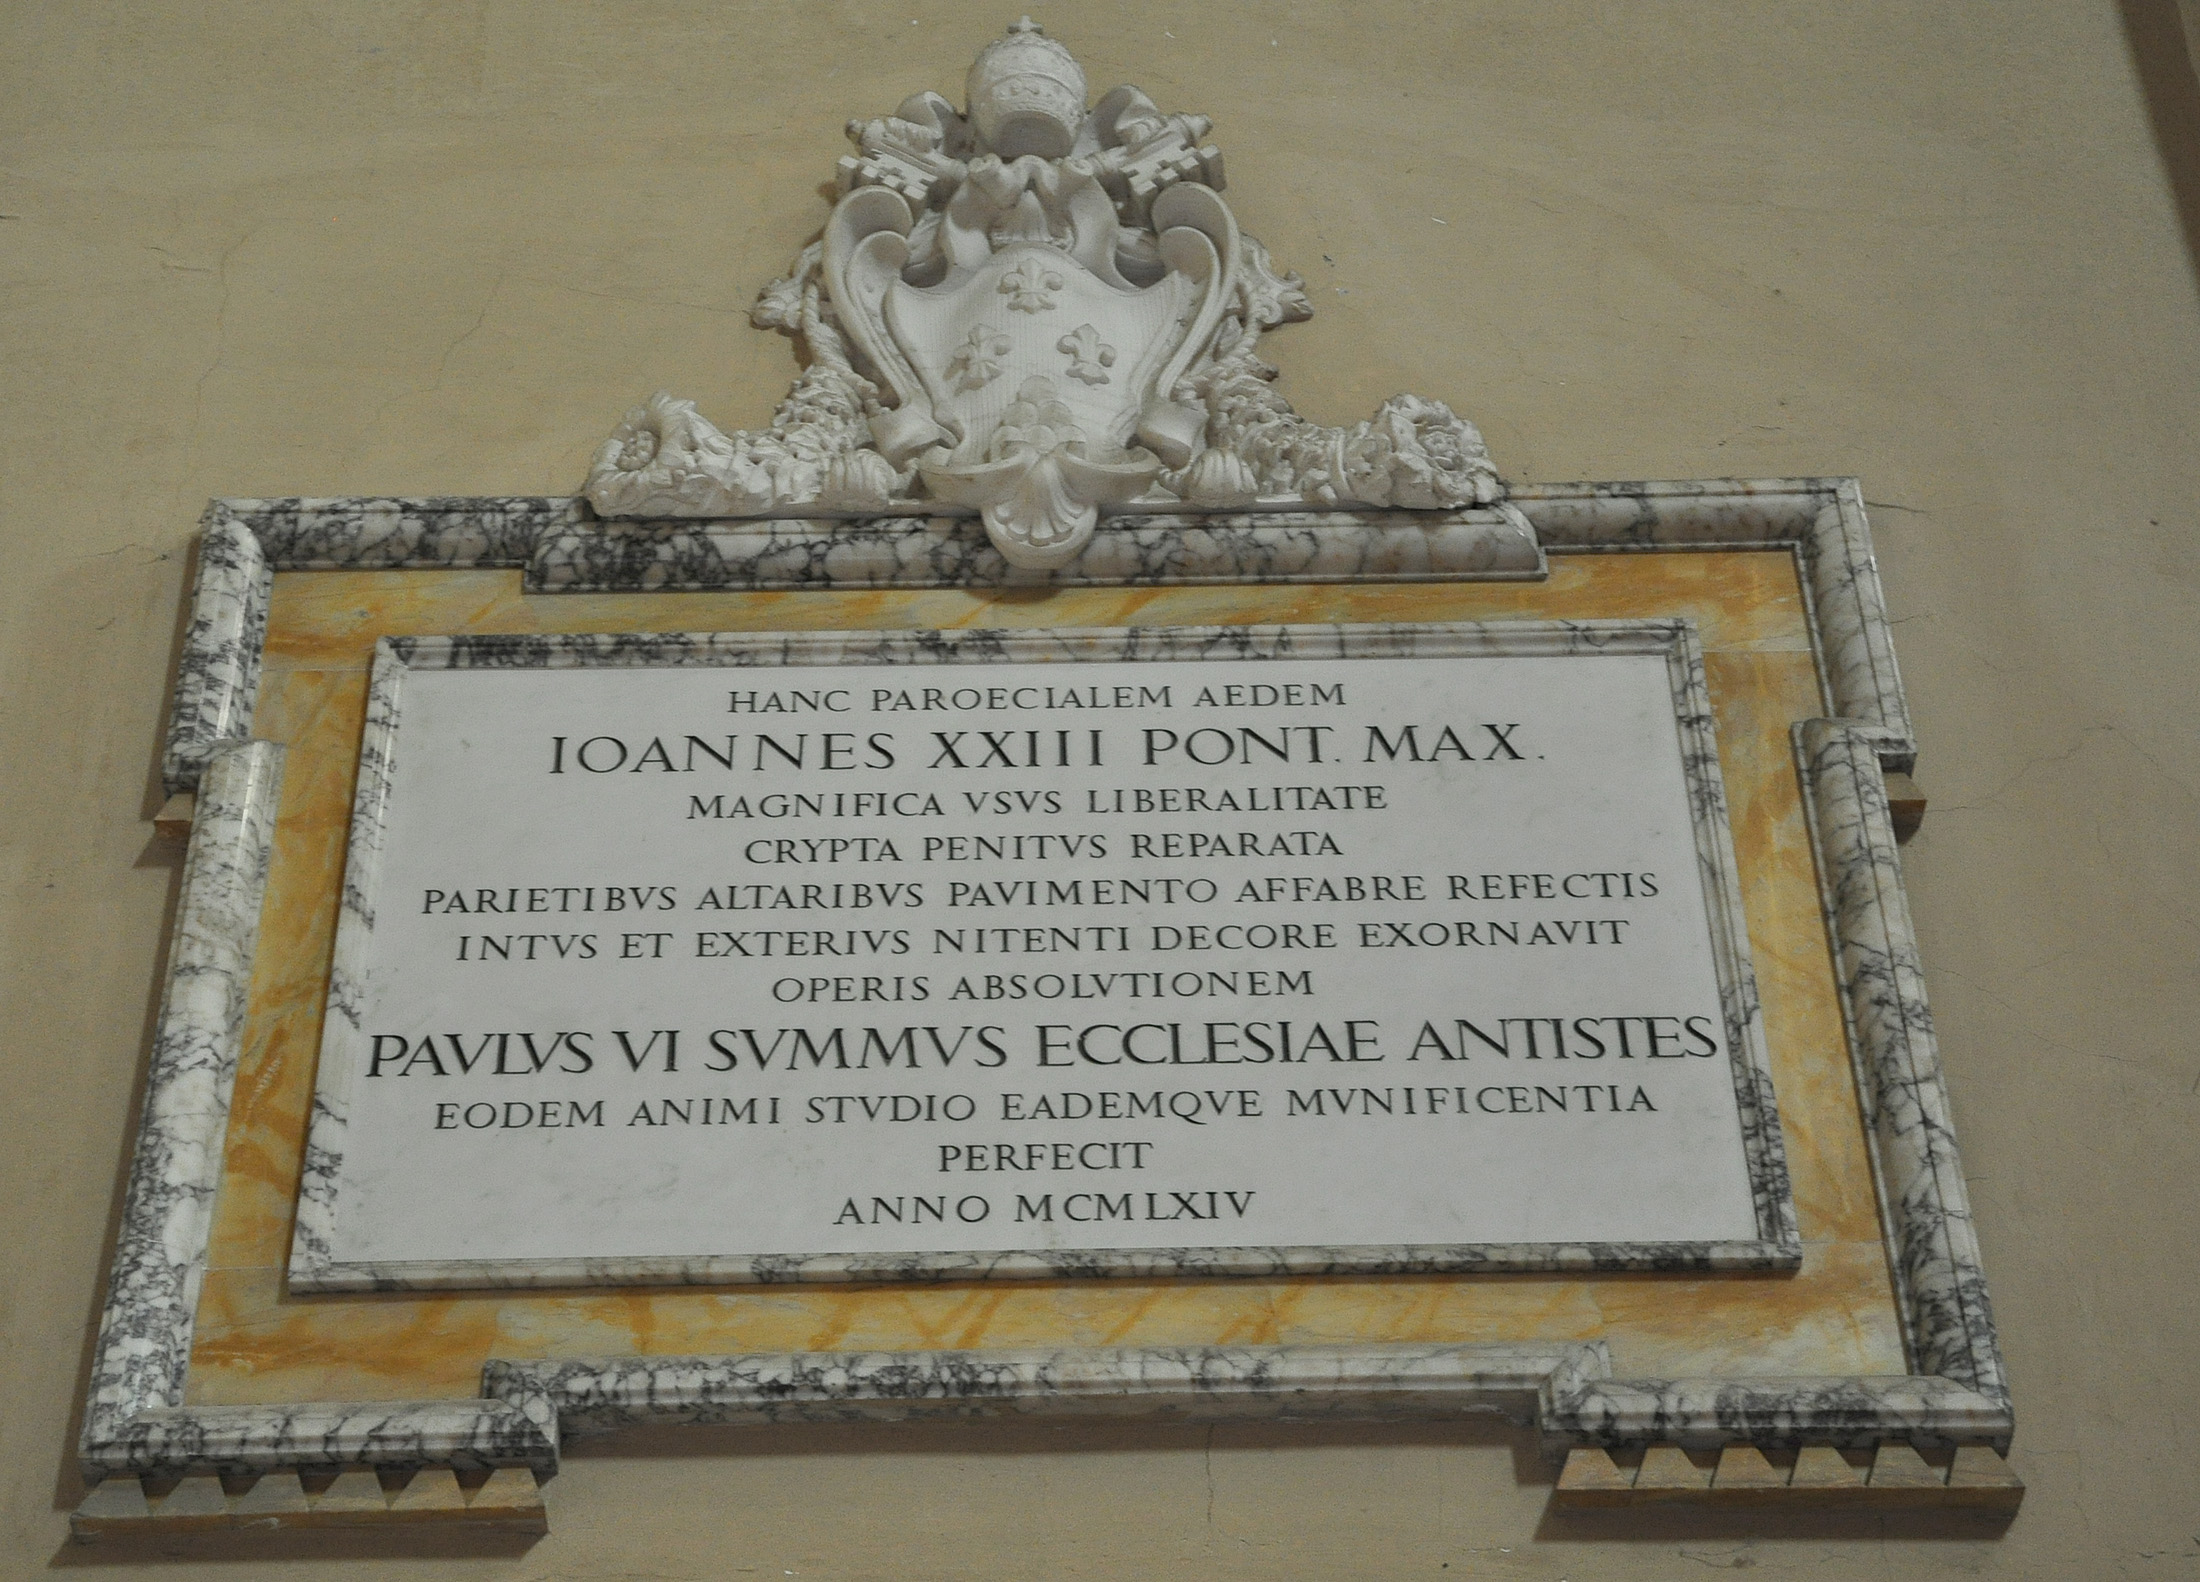 HANC PAROECIALEM AEDEM
IOANNES XXIII PONT. MAX.
MAGNIFICA VSVS LIBERALITATE
CRYPTA PENITVS REPARATA
PARIETIBVS ALTARIBVS PAVIMENTO AFFABRE REFECTIS
INTVS ET EXTERIVS NITENTI DECORE EXORNAVIT
OPERIS ABSOLVTIONEM
PAVLVS VI SVMMVS ECCLESIAE ANTISTES
EODEM ANIMI STVDIO EADEMQVE MVNIFICENTIA
PERFECIT
ANNO MCMLXIV